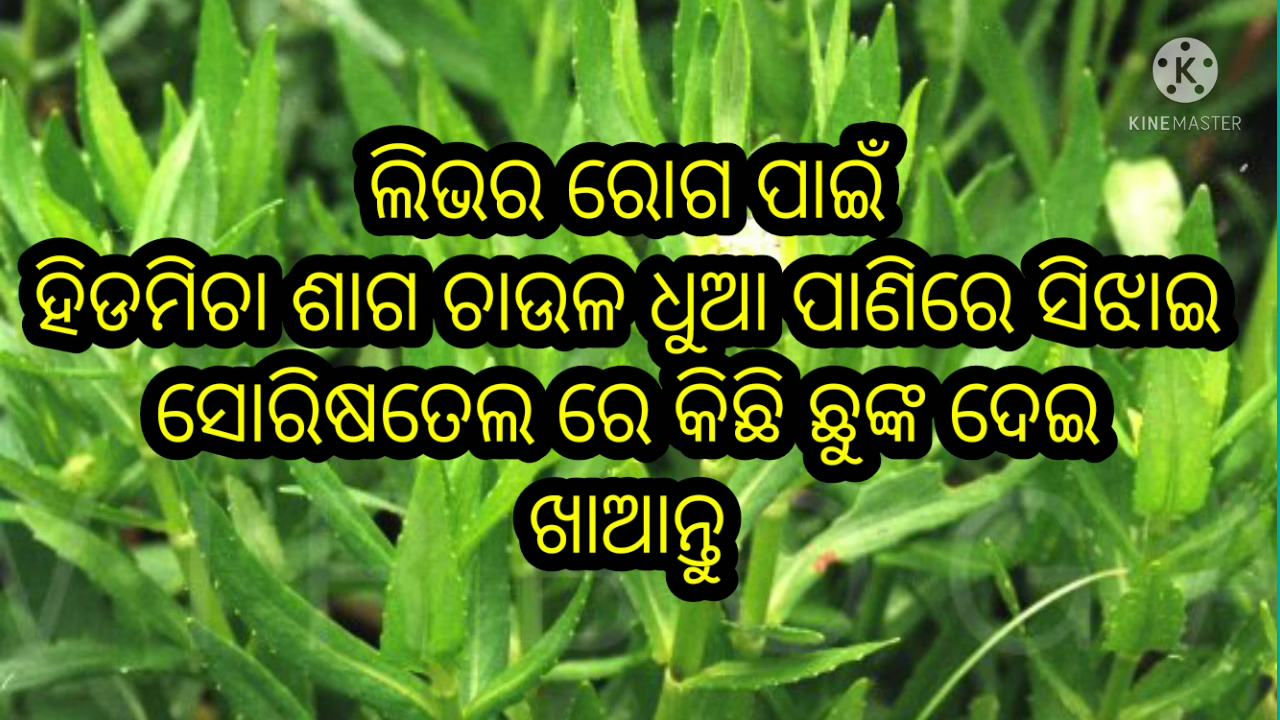 KINEMASTER
ଲିଭର ରୋଗ ପାଇଁ
ହିଡମିଚା ଶାଗ ଚାଉଳ ଧୁଆ ପାଣିରେ ସିଝାଇ
ସୋରିଷତେଲ ରେ କିଛି ଛୁଙ୍କ ଦେଇ
ଖାଆନ୍ତୁ